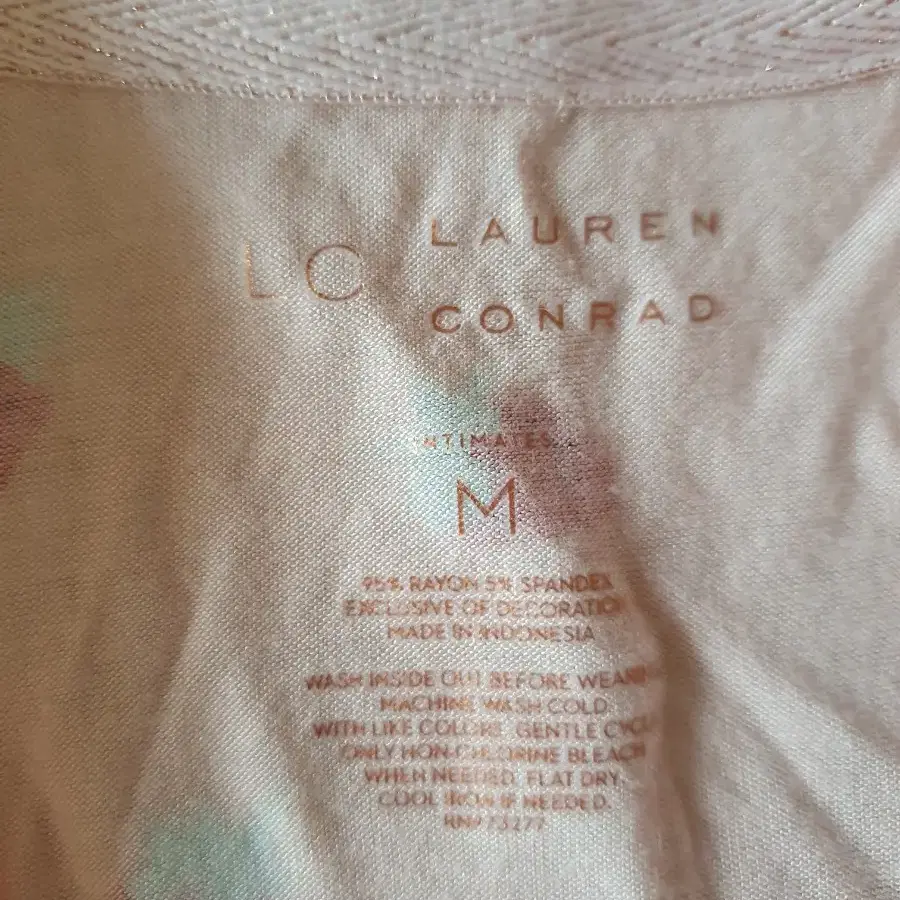 LC LAUREN
CONRAD
INTIMATES
M
95% RAYON 5% SPANDEX
EXCLUSIVE OF DECORATION
MADE IN INDONESIA
WASH INSIDE OUT BEFORE WEARING
MACHINE WASH COLD
WITH LIKE COLORS. GENTLE CYCLE
ONLY NON-CHLORINE BLEACH
WHEN NEEDED. FLAT DRY.
COOL IRON IF NEEDED.
RN# 73277